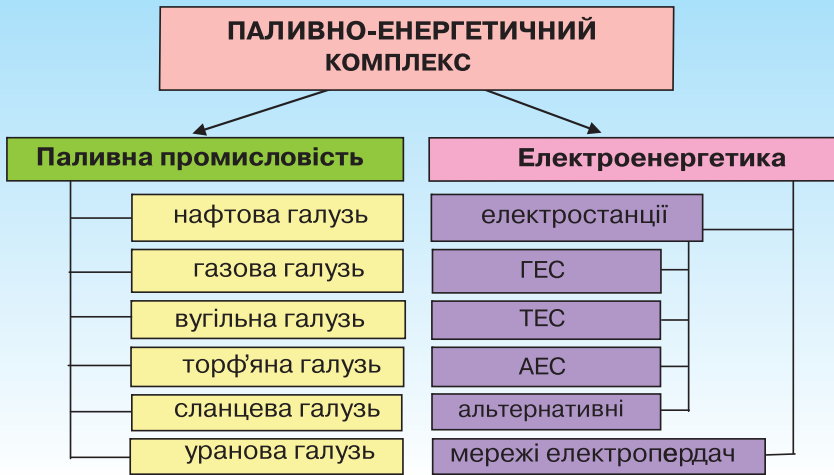 ПАЛИВНО-ЕНЕРГЕТИЧНИЙ
КОМПЛЕКС
Паливна промисловість
нафтова галузь
газова галузь
вугільна галузь
торф'яна галузь
сланцева галузь
уранова галузь
Електроенергетика
електростанції
ГЕС
ТЕС
АЕС
альтернативні
мережі електропердач